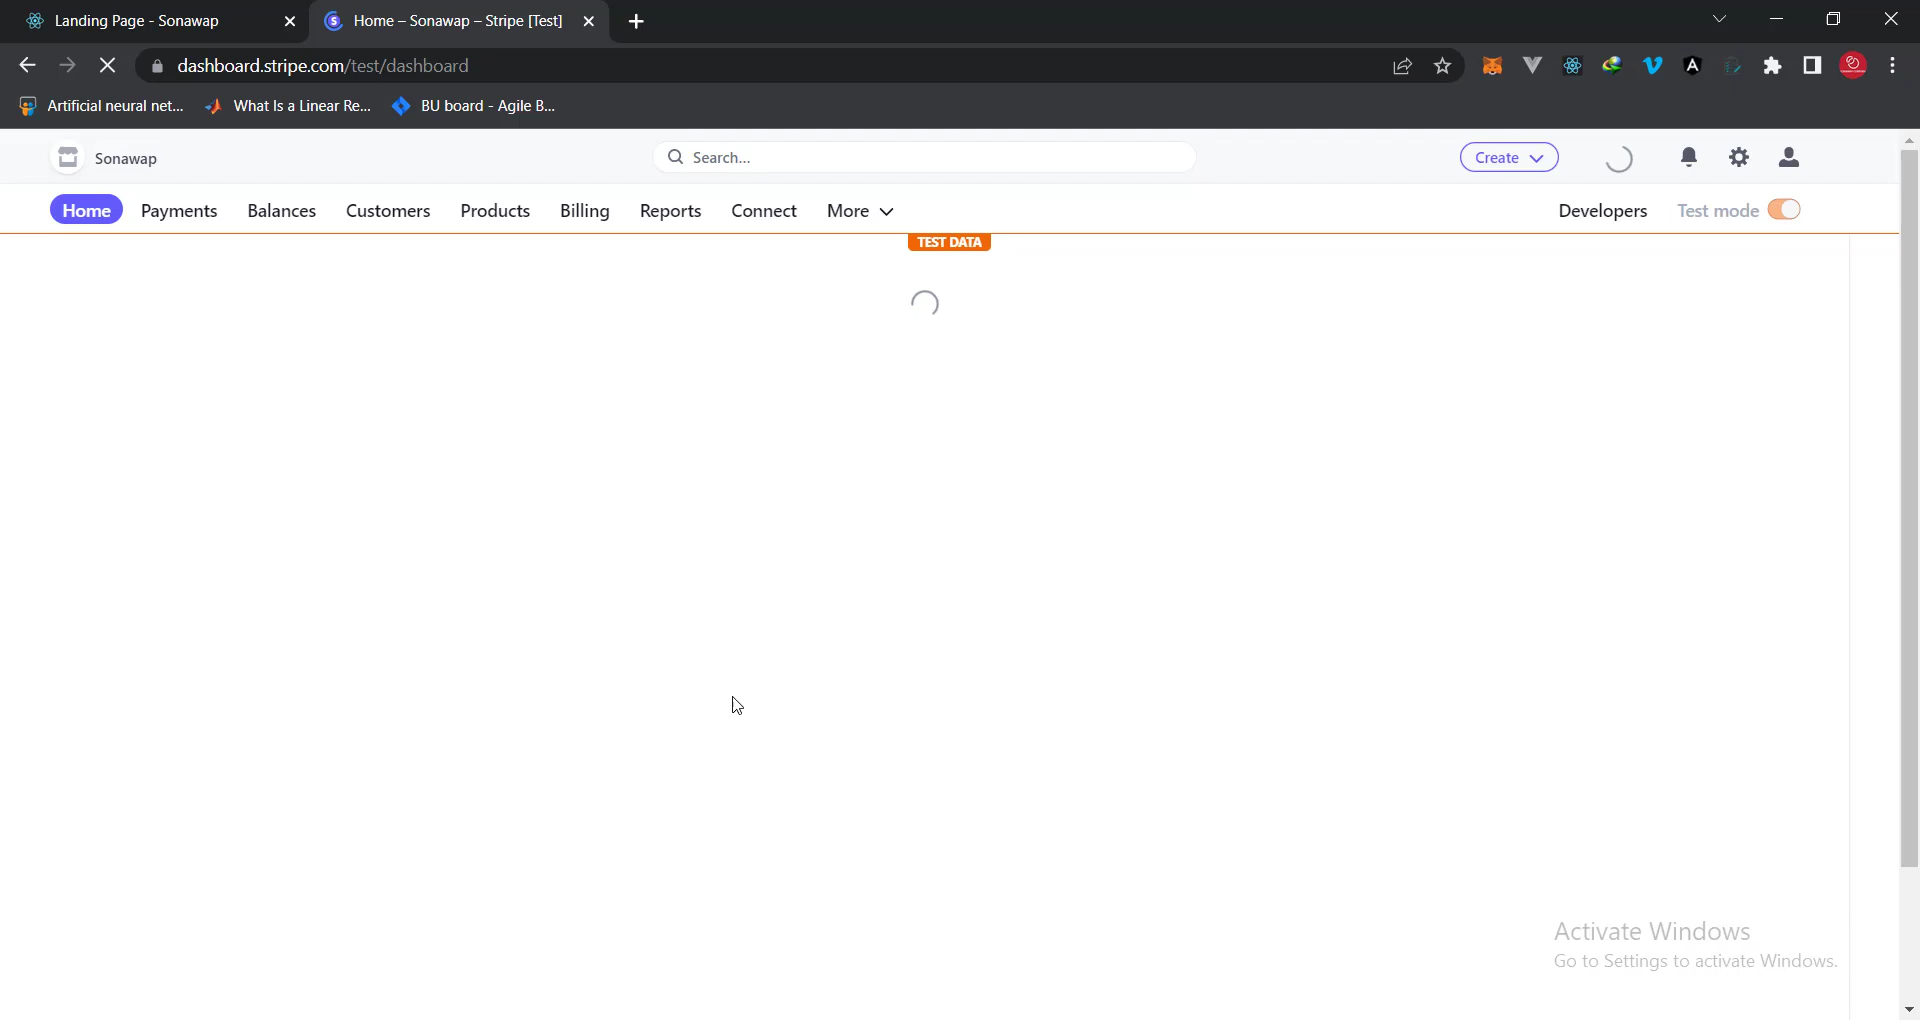 Landing Page - Sonawap
Home – Sonawap – Stripe [Test]
dashboard.stripe.com/test/dashboard
Artificial neural net...
What Is a Linear Re...
BU board - Agile B...
Sonawap
Search...
Create
Home
Payments
Balances
Customers
Products
Billing
Reports
Connect
More
Developers
Test mode
TEST DATA
Activate Windows
Go to Settings to activate Windows.